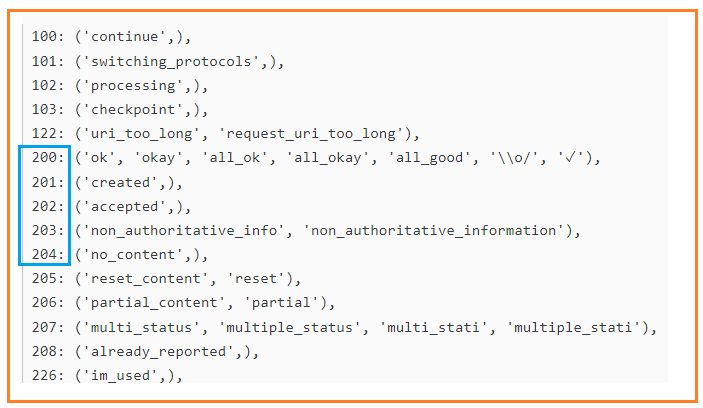 100: ('continue',),
101: ('switching_protocols',),
102: ('processing',),
103: ('checkpoint',),
122: ('uri_too_long', 'request_uri_too_long'),
200: ('ok', 'okay', 'all_ok', 'all_okay', 'all_good', '\\o/', '✓'),
201: ('created',),
202: ('accepted',),
203: ('non_authoritative_info', 'non_authoritative_information'),
204: ('no_content',),
205: ('reset_content', 'reset'),
206: ('partial_content', 'partial'),
207: ('multi_status', 'multiple_status', 'multi_stati', 'multiple_stati'),
208: ('already_reported',),
226: ('im_used',),